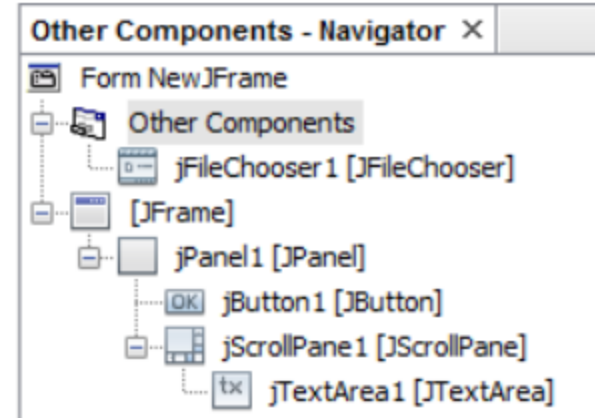 Other Components - Navigator ×
Form NewJFrame
Other Components
jFileChooser1 [JFileChooser]
[JFrame]
jPanel1 [JPanel]
OK jButton1 [JButton]
jScrollPane1 [JScrollPane]
tx jTextArea1 [JTextArea]